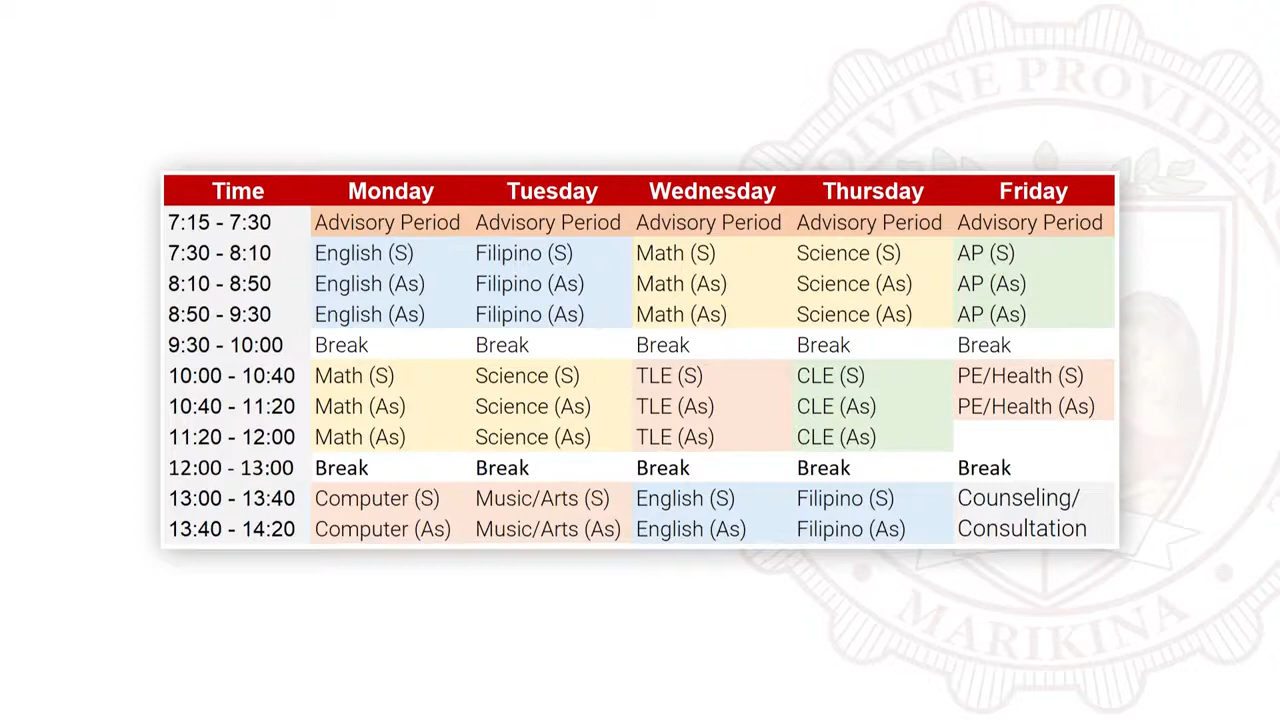 DIVINE PROVIDEN
Time Monday Tuesday Wednesday Thursday Friday
7:15 - 7:30 Advisory Period Advisory Period Advisory Period Advisory Period Advisory Period
7:30 - 8:10 English (S) Filipino (S) Math (S) Science (S) AP (S)
8:10 - 8:50 English (As) Filipino (As) Math (As) Science (As) AP (As)
8:50 - 9:30 English (As) Filipino (As) Math (As) Science (As) AP (As)
9:30 - 10:00 Break Break Break Break Break
10:00 - 10:40 Math (S) Science (S) TLE (S) CLE (S) PE/Health (S)
10:40 - 11:20 Math (As) Science (As) TLE (As) CLE (As) PE/Health (As)
11:20 - 12:00 Math (As) Science (As) TLE (As) CLE (As)
12:00 - 13:00 Break Break Break Break Break
13:00 - 13:40 Computer (S) Music/Arts (S) English (S) Filipino (S) Counseling/
13:40 - 14:20 Computer (As) Music/Arts (As) English (As) Filipino (As) Consultation
MARIKINA